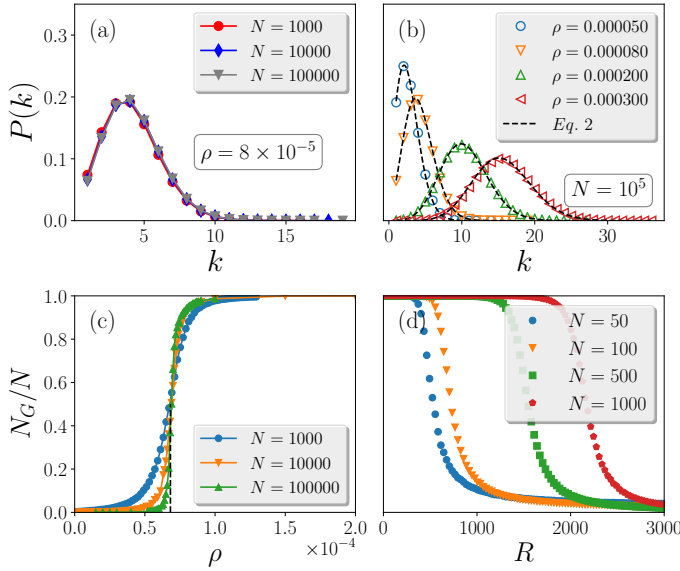 (a)
N = 1000
N = 10000
N = 100000
ρ = 8 × 10⁻⁵
P(k)
0.3
0.2
0.1
0.0
5
10
15
k
(b)
ρ = 0.000050
ρ = 0.000080
ρ = 0.000200
ρ = 0.000300
Eq. 2
N = 10⁵
0
10
20
30
k
(c)
N = 1000
N = 10000
N = 100000
N_G/N
1.0
0.8
0.6
0.4
0.2
0.0
0.0
0.5
1.0
1.5
2.0
×10⁻⁴
ρ
(d)
N = 50
N = 100
N = 500
N = 1000
0
1000
2000
3000
R